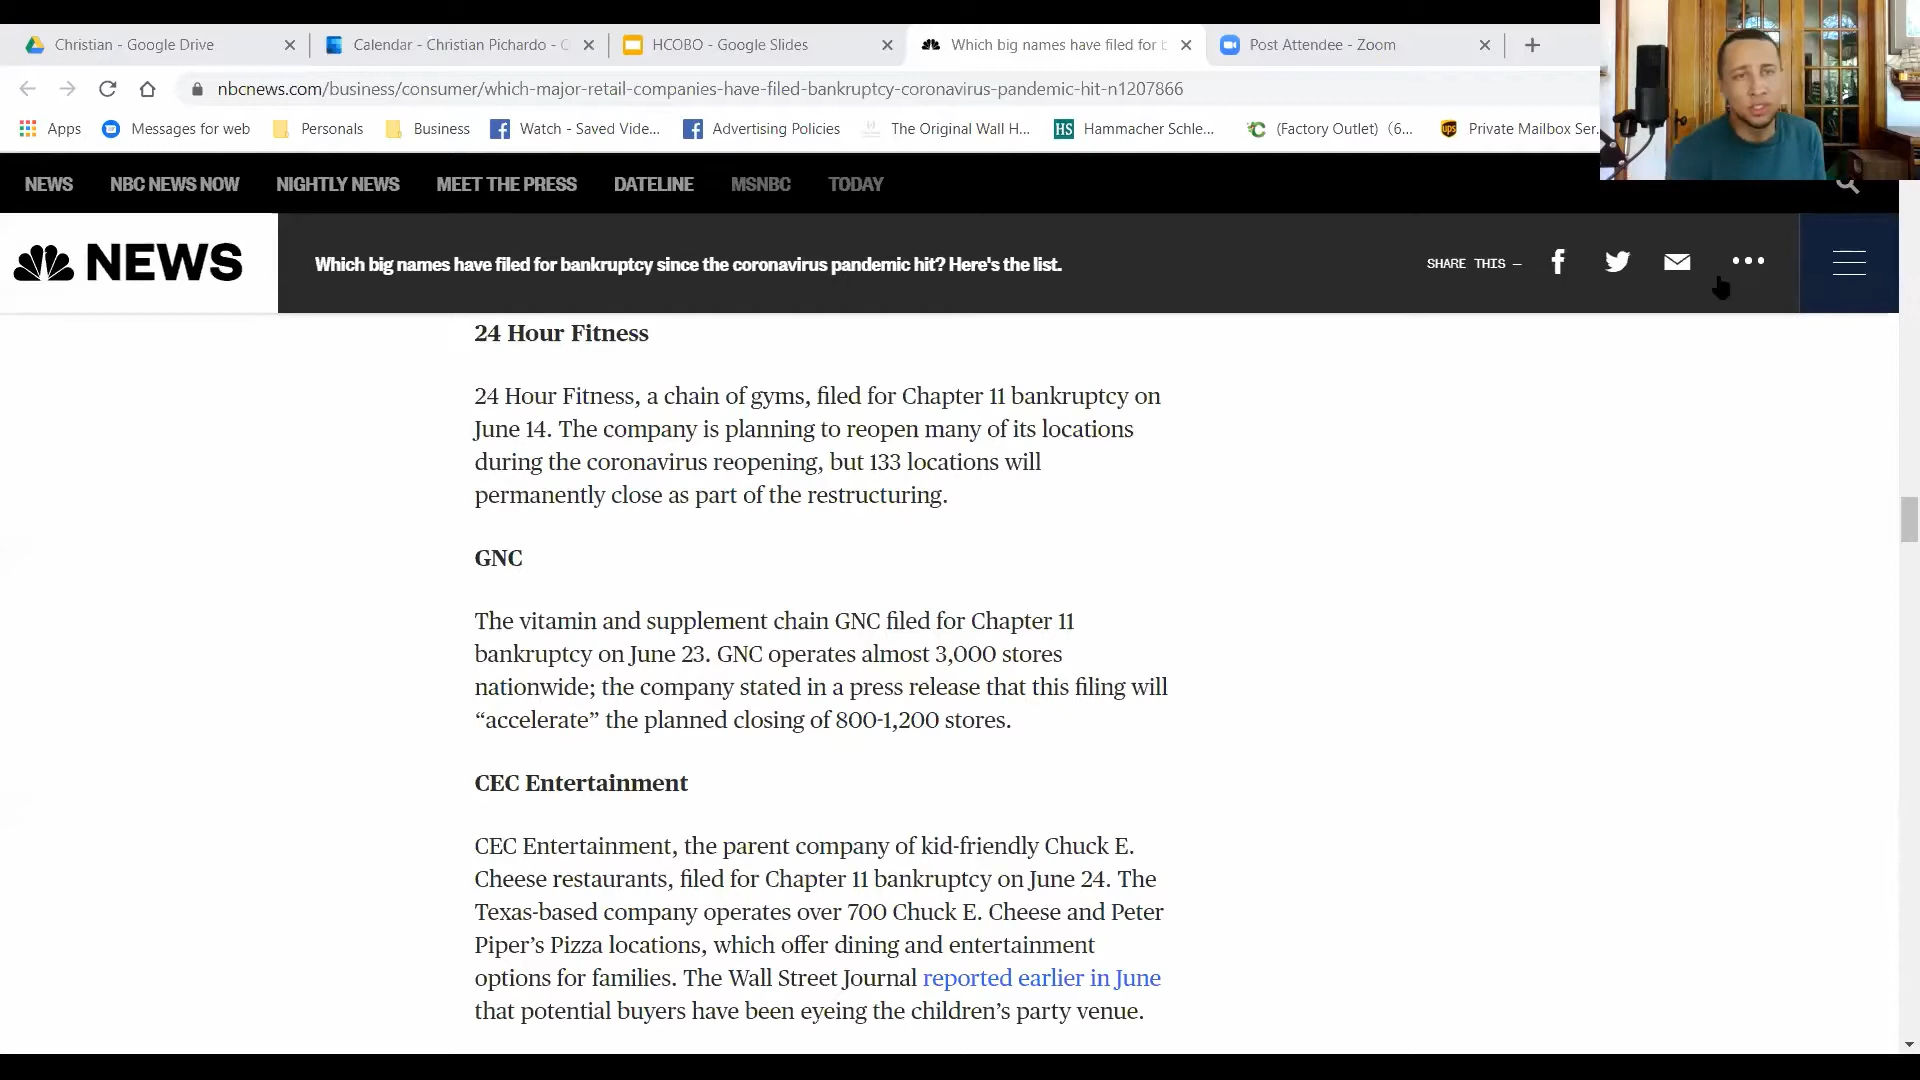 Christian - Google Drive
Calendar - Christian Pichardo - C
HCOBO - Google Slides
Which big names have filed for b
Post Attendee - Zoom
nbcnews.com/business/consumer/which-major-retail-companies-have-filed-bankruptcy-coronavirus-pandemic-hit-n1207866
Apps
Messages for web
Personals
Business
Watch - Saved Vide...
Advertising Policies
The Original Wall H...
HS
Hammacher Schle...
(Factory Outlet)（6...
ups
Private Mailbox Ser...
NEWS
NBC NEWS NOW
NIGHTLY NEWS
MEET THE PRESS
DATELINE
MSNBC
TODAY
NEWS
Which big names have filed for bankruptcy since the coronavirus pandemic hit? Here's the list.
SHARE THIS —
24 Hour Fitness
24 Hour Fitness, a chain of gyms, filed for Chapter 11 bankruptcy on
June 14. The company is planning to reopen many of its locations
during the coronavirus reopening, but 133 locations will
permanently close as part of the restructuring.
GNC
The vitamin and supplement chain GNC filed for Chapter 11
bankruptcy on June 23. GNC operates almost 3,000 stores
nationwide; the company stated in a press release that this filing will
“accelerate” the planned closing of 800-1,200 stores.
CEC Entertainment
CEC Entertainment, the parent company of kid-friendly Chuck E.
Cheese restaurants, filed for Chapter 11 bankruptcy on June 24. The
Texas-based company operates over 700 Chuck E. Cheese and Peter
Piper’s Pizza locations, which offer dining and entertainment
options for families. The Wall Street Journal reported earlier in June
that potential buyers have been eyeing the children’s party venue.